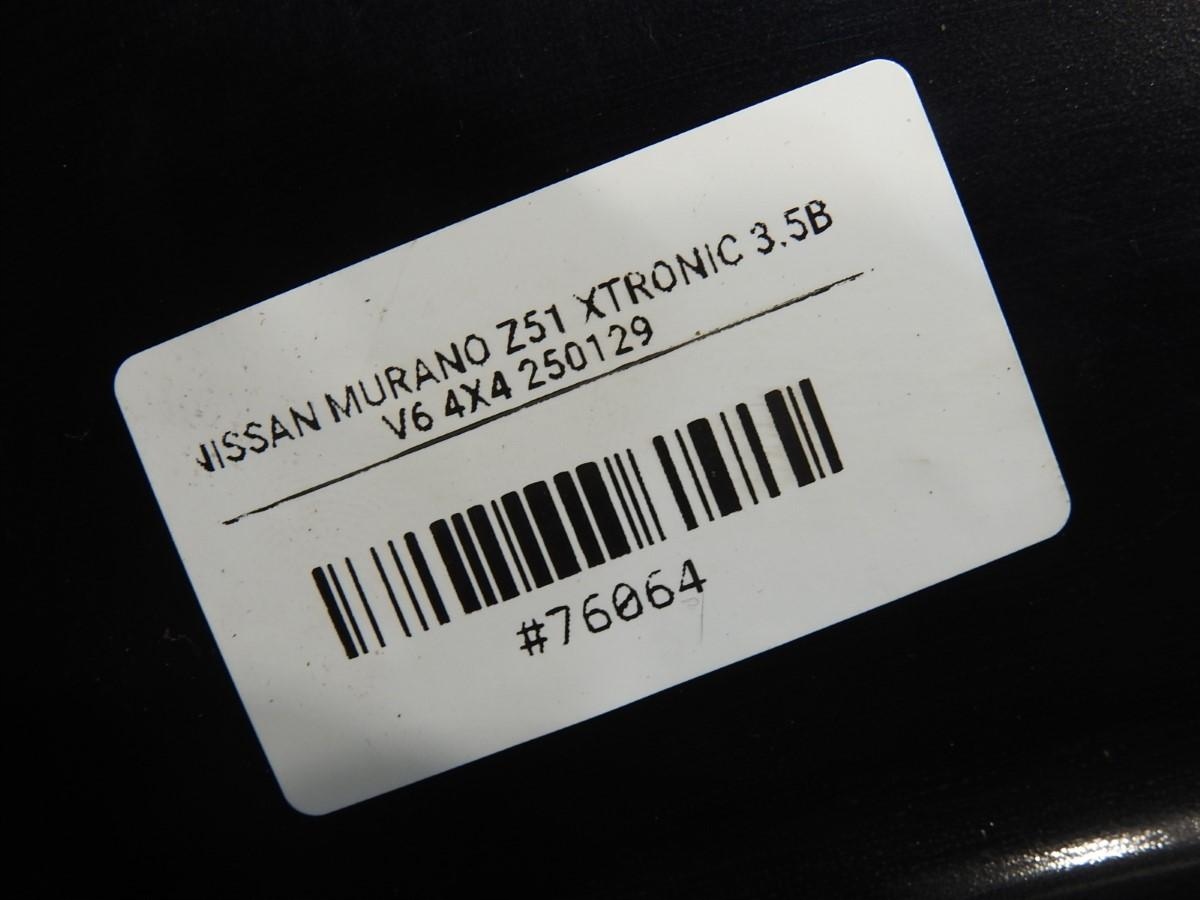 NISSAN MURANO Z51 XTRONIC 3.5B
V6 4X4 250129
#76064